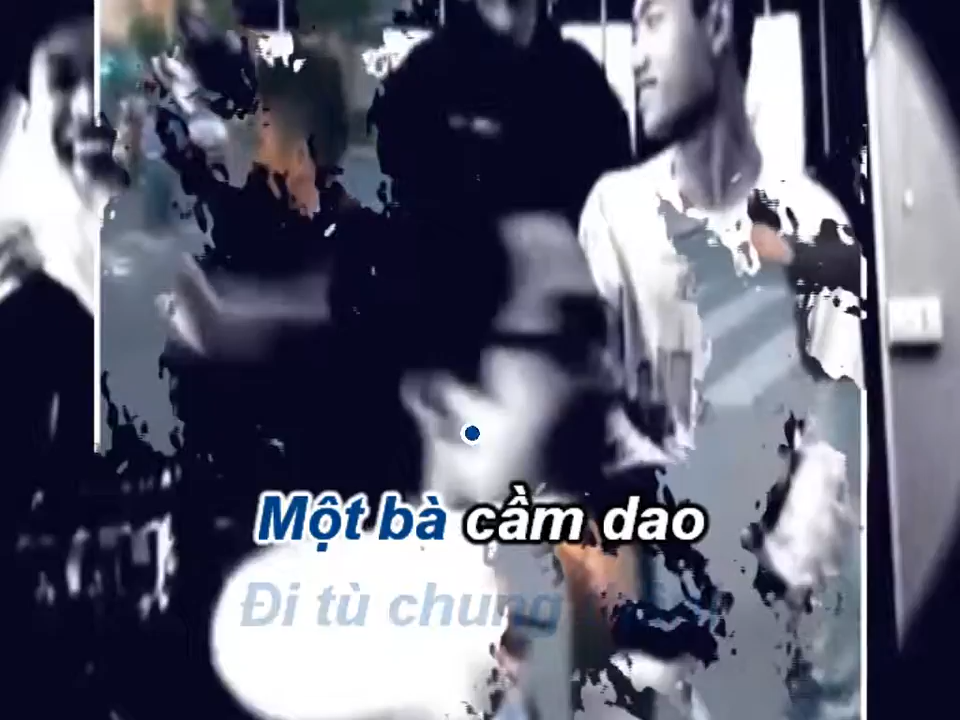 Một bà cầm dao
Đi tù chung